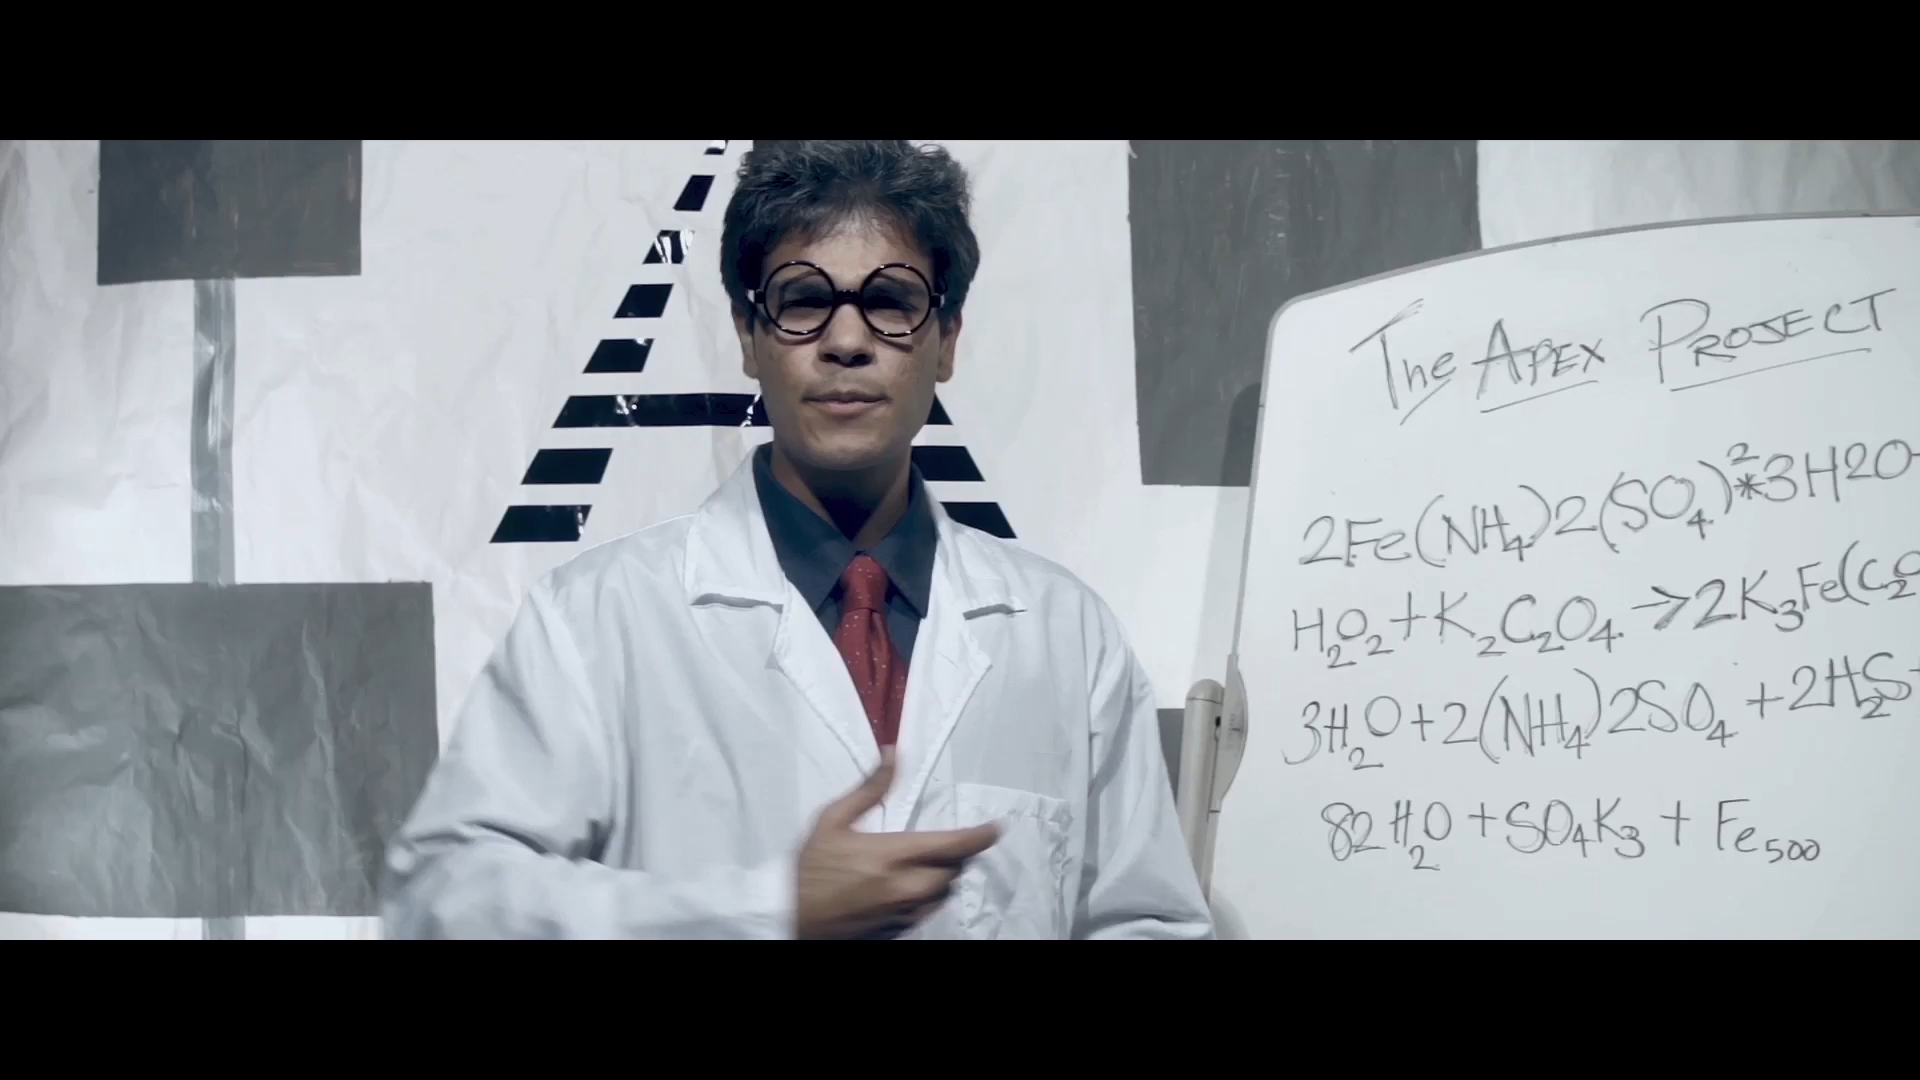 The APEX PROJECT
2Fe(NH₄)2(SO₄)²*3H2O
H₂O₂+K₂C₂O₄→2K₃Fe(C₂O
3H₂O+2(NH₄)2SO₄+2H₂S+
82H₂O+SO₄K₃+Fe₅₀₀